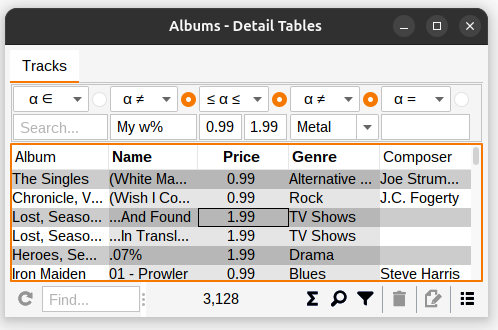 Albums - Detail Tables
Tracks
α ∈ α ≠ ≤ α ≤ α ≠ α =
Search... My w% 0.99 1.99 Metal
Album Name Price Genre Composer
The Singles (White Ma... 0.99 Alternative ... Joe Strum...
Chronicle, V... (Wish I Co... 0.99 Rock J.C. Fogerty
Lost, Seaso... ...And Found 1.99 TV Shows
Lost, Seaso... ...In Transl... 1.99 TV Shows
Heroes, Se... .07% 1.99 Drama
Iron Maiden 01 - Prowler 0.99 Blues Steve Harris
Find... 3,128